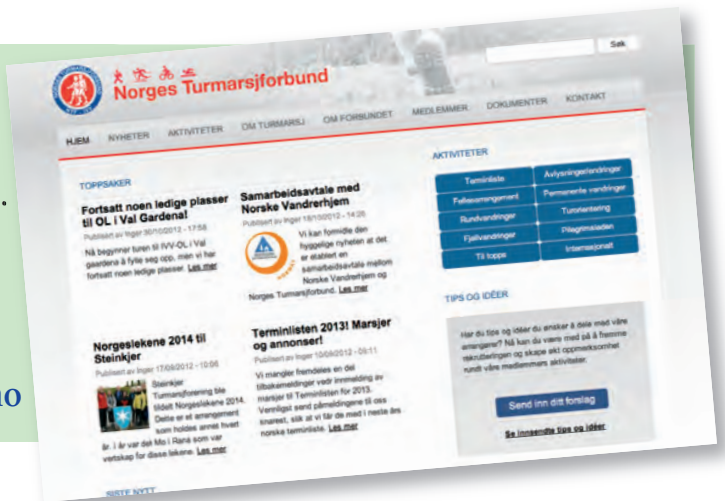 Norges Turmarsjforbund
Søk
HJEM NYHETER AKTIVITETER OM TURMARSJ OM FORBUNDET MEDLEMMER DOKUMENTER KONTAKT
TOPPSAKER
Fortsatt noen ledige plasser
til OL i Val Gardena!
Publisert av Inger 30/10/2012 - 17:58
Nå begynner turen til IVV-OL i Val
gaardena å fylle seg opp, men vi har
fortsatt noen ledige plasser. Les mer
Samarbeidsavtale med
Norske Vandrerhjem
Publisert av Inger 18/10/2012 - 14:26
Vi kan formidle den
hyggelige nyheten at det
er etablert en
samarbeidsavtale mellom
Norske Vandrerhjem og
Norges Turmarsjforbund. Les mer
Norgeslekene 2014 til
Steinkjer
Publisert av Inger 17/08/2012 - 10:56
Steinkjer
Turmarsjforening ble
tildelt Norgeslekene 2014.
Dette er et arrangement
som holdes annet hvert
år. I år var det Mo i Rana som var
vertskap for disse lekene. Les mer
Terminlisten 2013! Marsjer
og annonser!
Publisert av Inger 10/08/2012 - 09:11
Vi mangler fremdeles en del
tilbakemeldinger vedr innmelding av
marsjer til Terminlisten for 2013.
Vennligst send påmeldingene til oss
snarest, slik at vi får de med i neste års
norske terminliste. Les mer
AKTIVITETER
Terminliste
Avlysninger/endringer
Fellesarrangement
Permanente vandringer
Rundvandringer
Turorientering
Fjellvandringer
Pilegrimsleden
Til topps
Internasjonalt
TIPS OG IDÉER
Har du tips og idéer du ønsker å dele med våre
arrangører? Nå kan du være med på å fremme
rekrutteringen og skape økt oppmerksomhet
rundt våre medlemmers aktiviteter.
Send inn ditt forslag
Se innsendte tips og idéer
SISTE NYTT
no